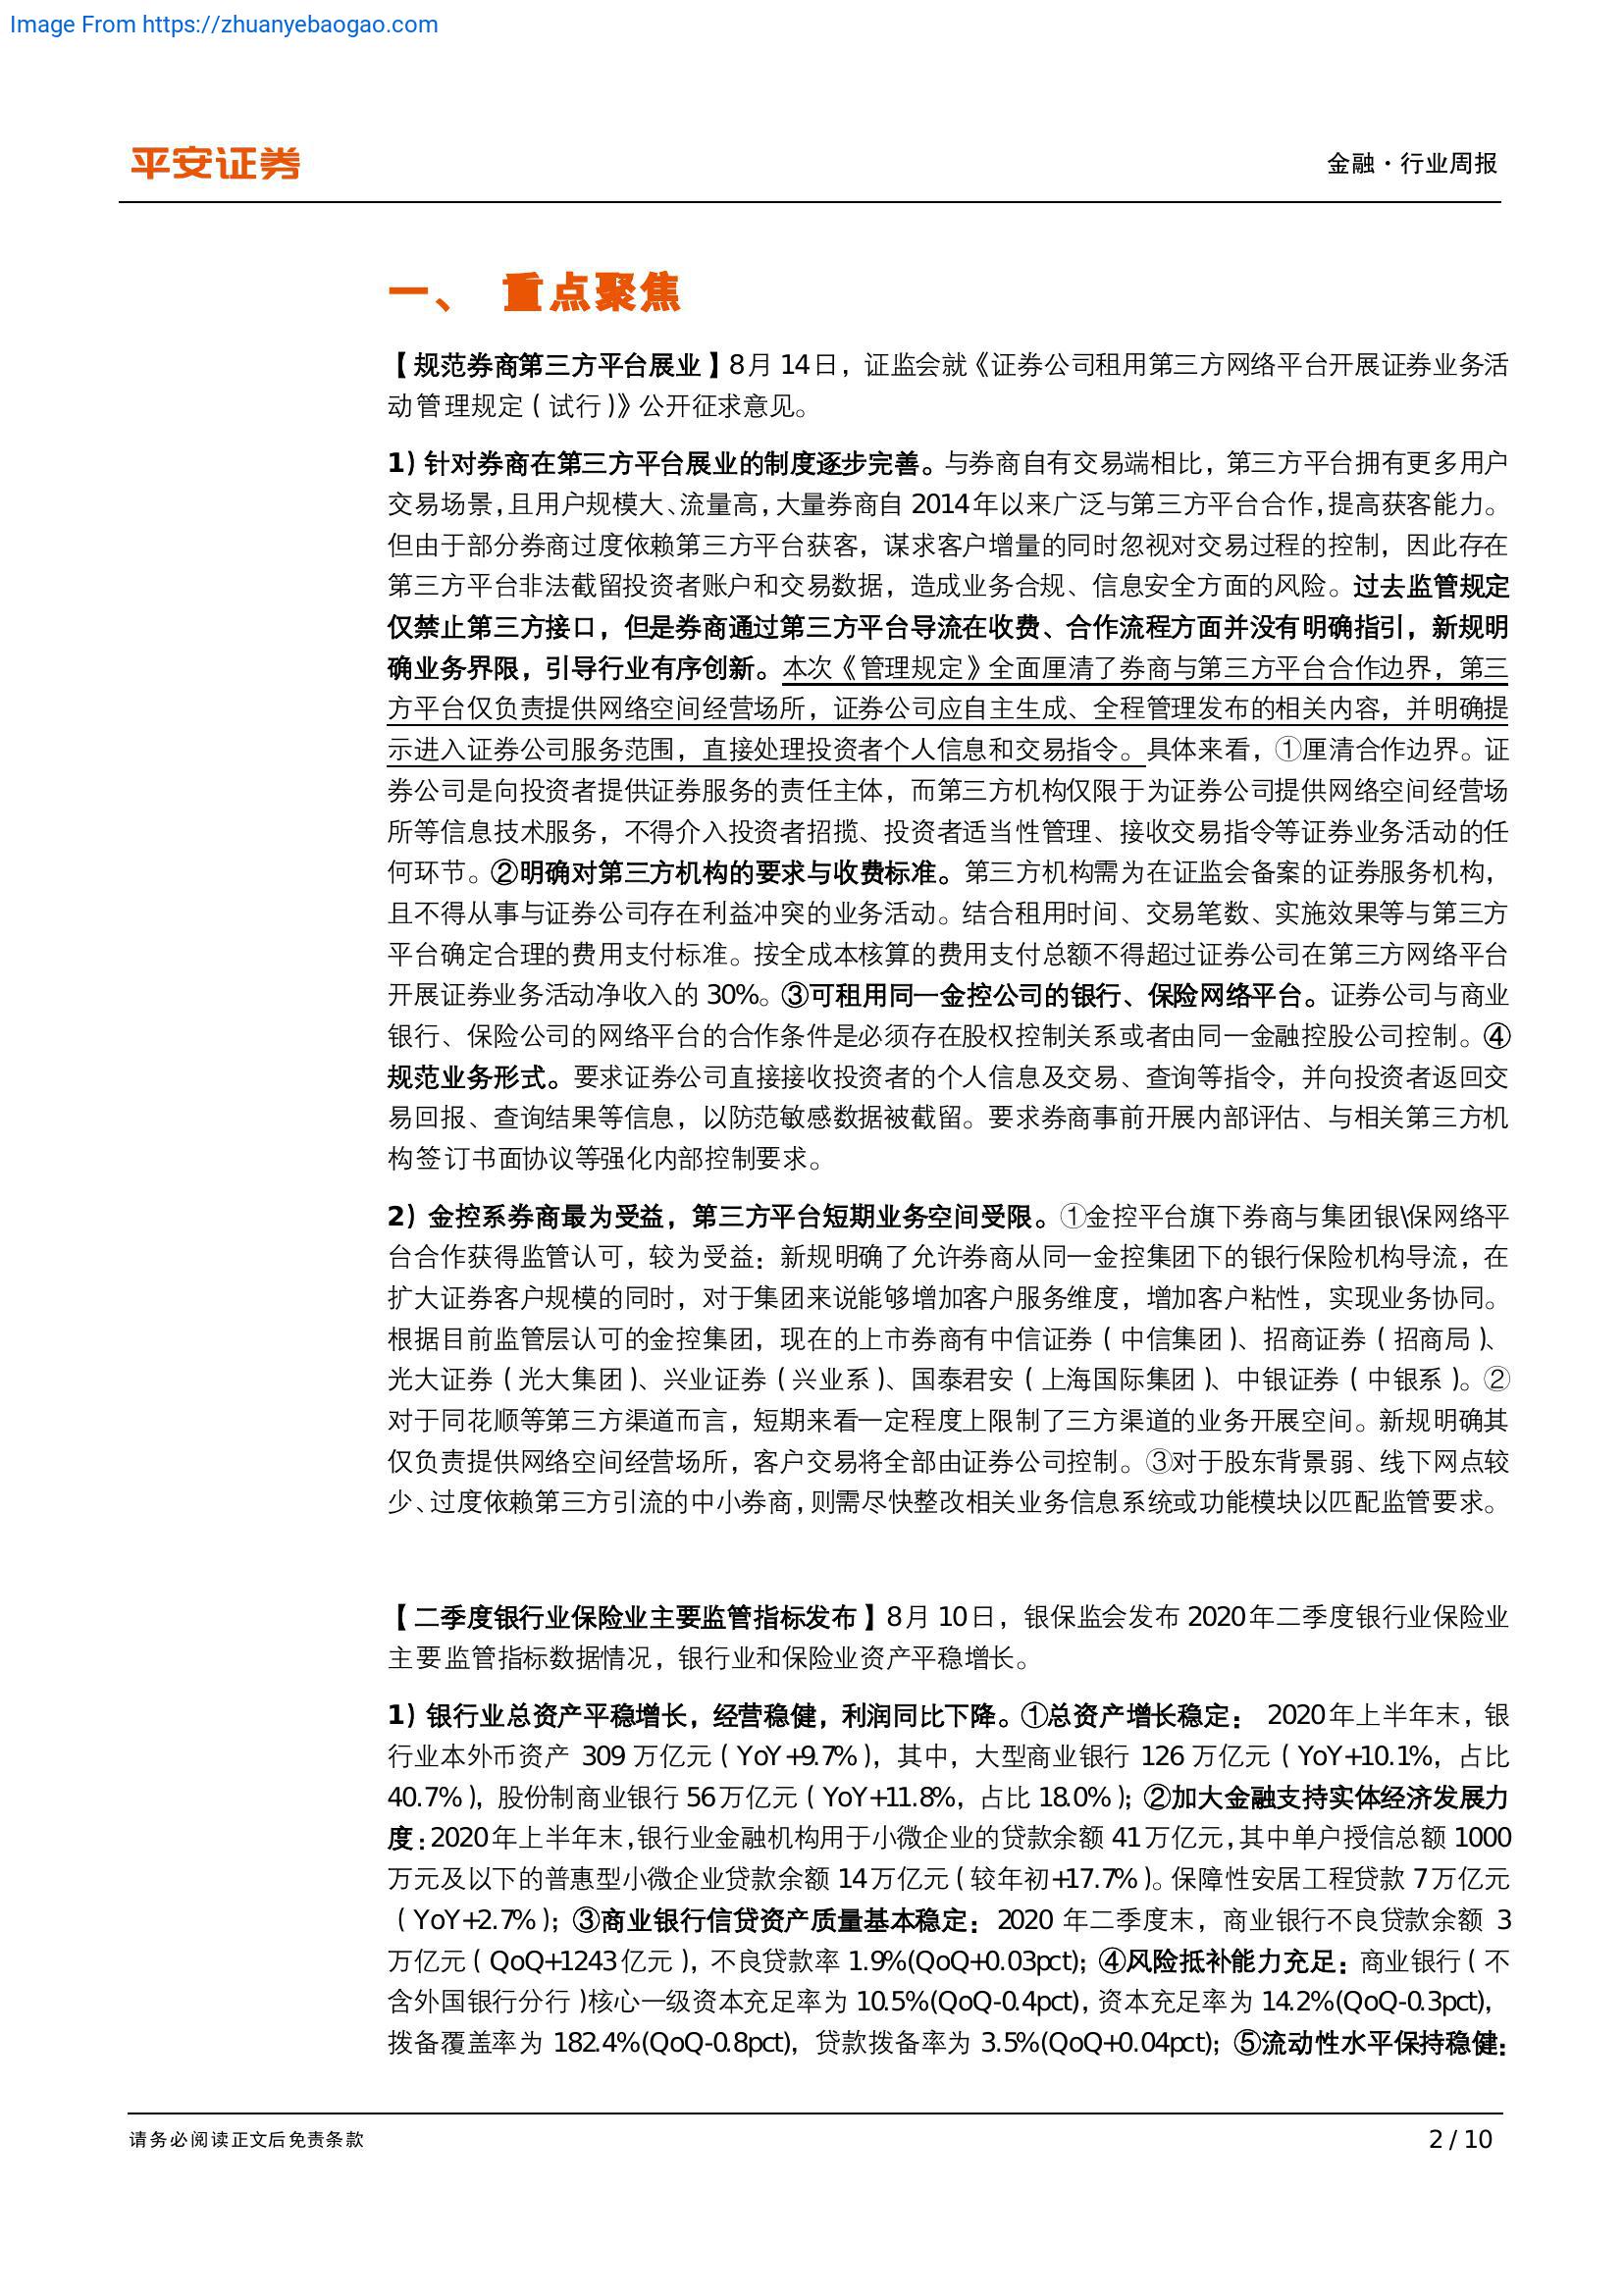 Image From https://zhuanyebaogao.com
平安证券
金融·行业周报
一、 重点聚焦
【规范券商第三方平台展业】8月 14日，证监会就《证券公司租用第三方网络平台开展证券业务活
动管理规定（试行)》公开征求意见。
1) 针对券商在第三方平台展业的制度逐步完善。与券商自有交易端相比，第三方平台拥有更多用户
交易场景，且用户规模大、流量高，大量券商自 2014年以来广泛与第三方平台合作，提高获客能力。
但由于部分券商过度依赖第三方平台获客，谋求客户增量的同时忽视对交易过程的控制，因此存在
第三方平台非法截留投资者账户和交易数据，造成业务合规、信息安全方面的风险。过去监管规定
仅禁止第三方接口，但是券商通过第三方平台导流在收费、合作流程方面并没有明确指引，新规明
确业务界限，引导行业有序创新。本次《管理规定》全面厘清了券商与第三方平台合作边界，第三
方平台仅负责提供网络空间经营场所，证券公司应自主生成、全程管理发布的相关内容，并明确提
示进入证券公司服务范围，直接处理投资者个人信息和交易指令。具体来看，①厘清合作边界。证
券公司是向投资者提供证券服务的责任主体，而第三方机构仅限于为证券公司提供网络空间经营场
所等信息技术服务，不得介入投资者招揽、投资者适当性管理、接收交易指令等证券业务活动的任
何环节。②明确对第三方机构的要求与收费标准。第三方机构需为在证监会备案的证券服务机构，
且不得从事与证券公司存在利益冲突的业务活动。结合租用时间、交易笔数、实施效果等与第三方
平台确定合理的费用支付标准。按全成本核算的费用支付总额不得超过证券公司在第三方网络平台
开展证券业务活动净收入的 30%。③可租用同一金控公司的银行、保险网络平台。证券公司与商业
银行、保险公司的网络平台的合作条件是必须存在股权控制关系或者由同一金融控股公司控制。④
规范业务形式。要求证券公司直接接收投资者的个人信息及交易、查询等指令，并向投资者返回交
易回报、查询结果等信息，以防范敏感数据被截留。要求券商事前开展内部评估、与相关第三方机
构签订书面协议等强化内部控制要求。
2) 金控系券商最为受益，第三方平台短期业务空间受限。①金控平台旗下券商与集团银\保网络平
台合作获得监管认可，较为受益：新规明确了允许券商从同一金控集团下的银行保险机构导流，在
扩大证券客户规模的同时，对于集团来说能够增加客户服务维度，增加客户粘性，实现业务协同。
根据目前监管层认可的金控集团，现在的上市券商有中信证券（中信集团)、招商证券（招商局)、
光大证券（光大集团)、兴业证券（兴业系)、国泰君安（上海国际集团)、中银证券（中银系)。②
对于同花顺等第三方渠道而言，短期来看一定程度上限制了三方渠道的业务开展空间。新规明确其
仅负责提供网络空间经营场所，客户交易将全部由证券公司控制。③对于股东背景弱、线下网点较
少、过度依赖第三方引流的中小券商，则需尽快整改相关业务信息系统或功能模块以匹配监管要求。
【二季度银行业保险业主要监管指标发布】8月 10日，银保监会发布 2020年二季度银行业保险业
主要监管指标数据情况，银行业和保险业资产平稳增长。
1) 银行业总资产平稳增长，经营稳健，利润同比下降。①总资产增长稳定： 2020年上半年末，银
行业本外币资产 309 万亿元（YoY+9.7%)，其中，大型商业银行 126 万亿元（YoY+10.1%，占比
40.7%)，股份制商业银行 56万亿元（YoY+11.8%，占比 18.0%)；②加大金融支持实体经济发展力
度：2020年上半年末，银行业金融机构用于小微企业的贷款余额 41万亿元，其中单户授信总额 1000
万元及以下的普惠型小微企业贷款余额 14万亿元（较年初+17.7%)。保障性安居工程贷款 7万亿元
（YoY+2.7%)；③商业银行信贷资产质量基本稳定：2020 年二季度末，商业银行不良贷款余额 3
万亿元（QoQ+1243亿元)，不良贷款率 1.9%(QoQ+0.03pct)；④风险抵补能力充足：商业银行（不
含外国银行分行)核心一级资本充足率为 10.5%(QoQ-0.4pct)，资本充足率为 14.2%(QoQ-0.3pct)，
拨备覆盖率为 182.4%(QoQ-0.8pct)，贷款拨备率为 3.5%(QoQ+0.04pct)；⑤流动性水平保持稳健：
请务必阅读正文后免责条款
2 / 10